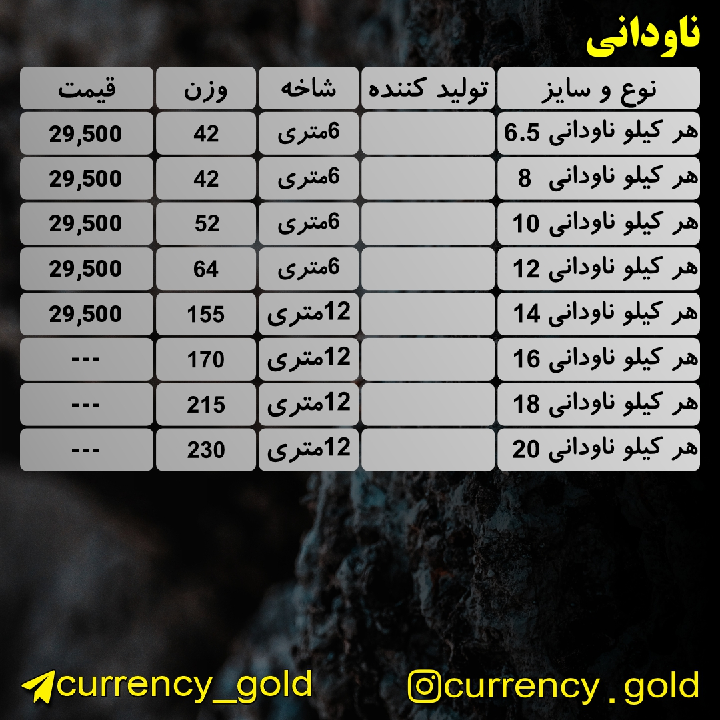 ناودانی
نوع و سایز تولید کننده شاخه وزن قیمت
هر کیلو ناودانی 6.5 6متری 42 29,500
هر کیلو ناودانی 8 6متری 42 29,500
هر کیلو ناودانی 10 6متری 52 29,500
هر کیلو ناودانی 12 6متری 64 29,500
هر کیلو ناودانی 14 12متری 155 29,500
هر کیلو ناودانی 16 12متری 170 ---
هر کیلو ناودانی 18 12متری 215 ---
هر کیلو ناودانی 20 12متری 230 ---
currency_gold currency.gold